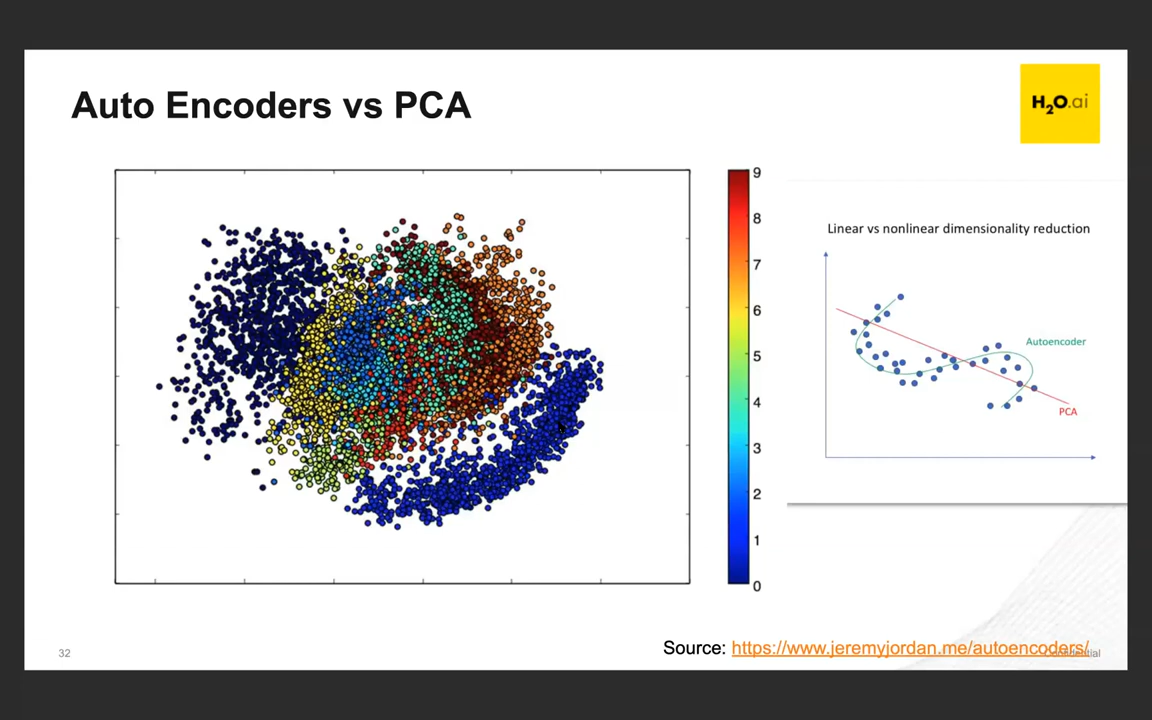 Auto Encoders vs PCA
H2O.ai
9
8
7
6
5
4
3
2
1
0
Linear vs nonlinear dimensionality reduction
Autoencoder
PCA
Source: https://www.jeremyjordan.me/autoencoders/
Confidential
32